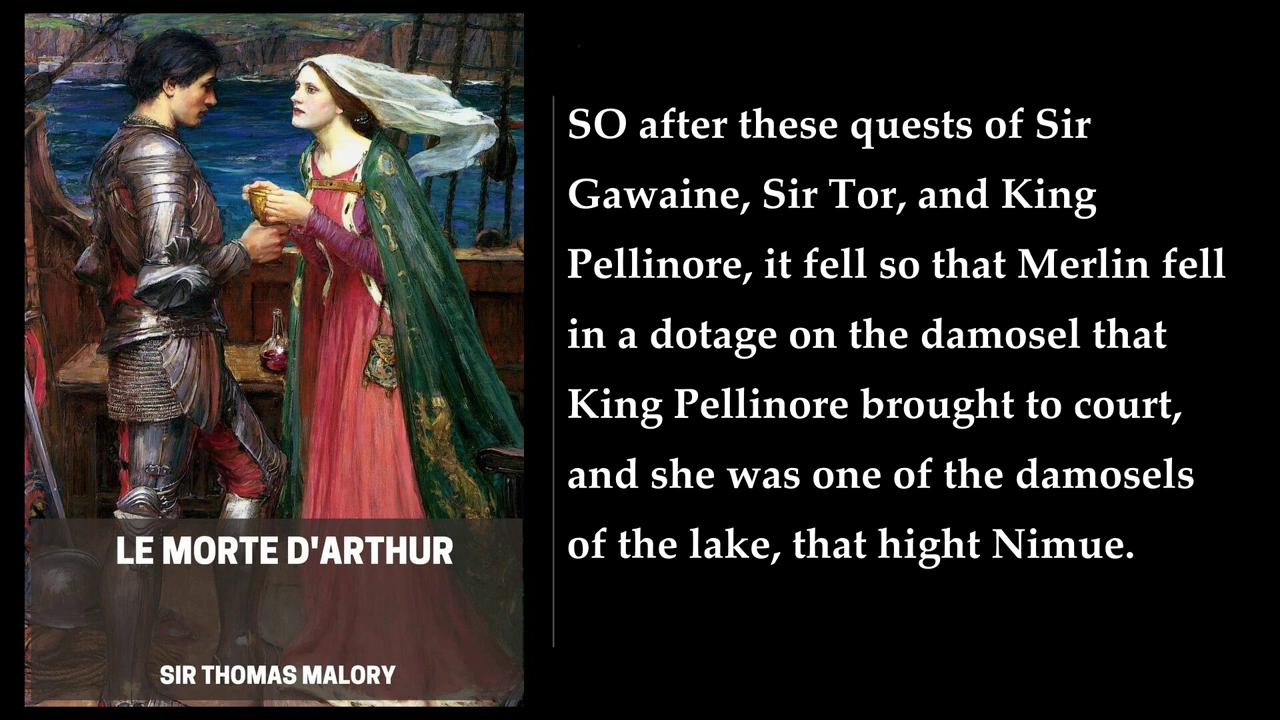 LE MORTE D'ARTHUR
SIR THOMAS MALORY
SO after these quests of Sir
Gawaine, Sir Tor, and King
Pellinore, it fell so that Merlin fell
in a dotage on the damosel that
King Pellinore brought to court,
and she was one of the damosels
of the lake, that hight Nimue.